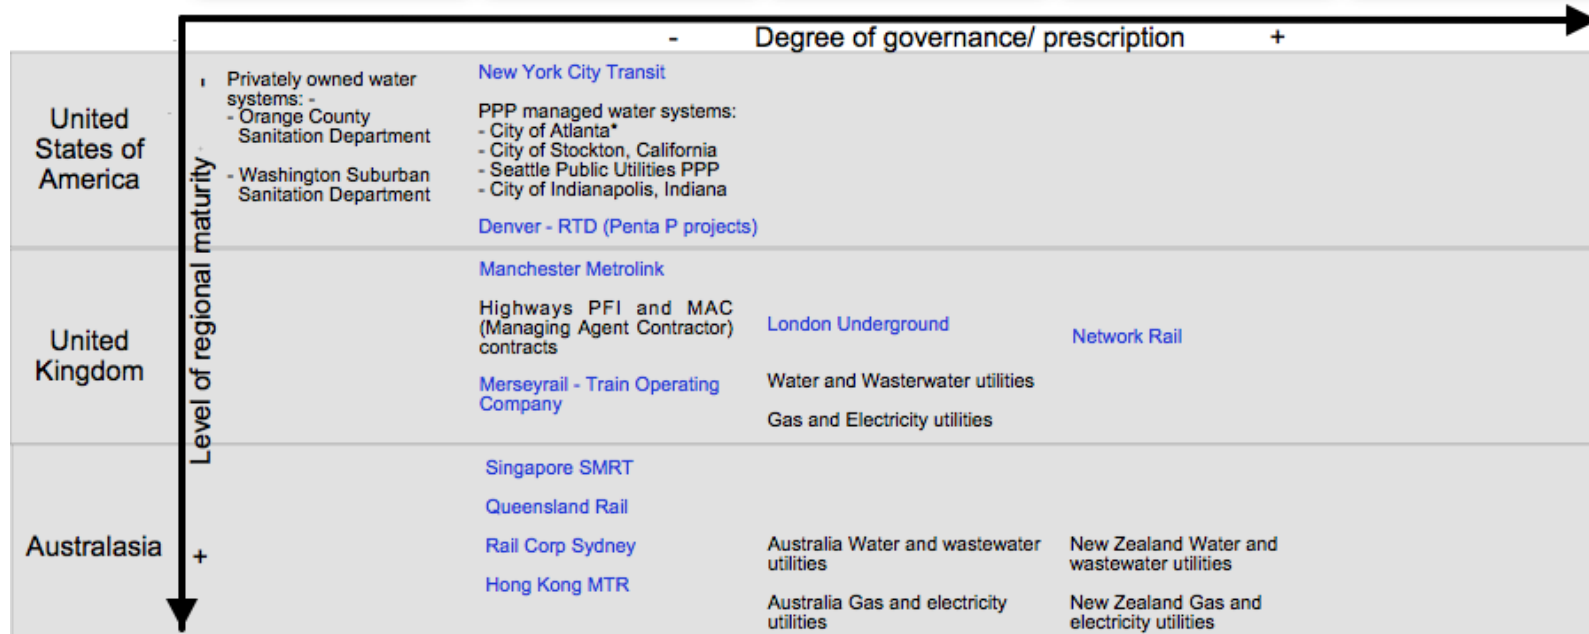 - Degree of governance/ prescription +
United
States of
America
- Level of regional maturity +
Privately owned water
systems: -
- Orange County
Sanitation Department
- Washington Suburban
Sanitation Department
New York City Transit
PPP managed water systems:
- City of Atlanta*
- City of Stockton, California
- Seattle Public Utilities PPP
- City of Indianapolis, Indiana
Denver - RTD (Penta P projects)
United
Kingdom
Manchester Metrolink
Highways PFI and MAC
(Managing Agent Contractor)
contracts
Merseyrail - Train Operating
Company
London Underground
Water and Wasterwater utilities
Gas and Electricity utilities
Network Rail
Australasia
Singapore SMRT
Queensland Rail
Rail Corp Sydney
Hong Kong MTR
Australia Water and wastewater
utilities
Australia Gas and electricity
utilities
New Zealand Water and
wastewater utilities
New Zealand Gas and
electricity utilities